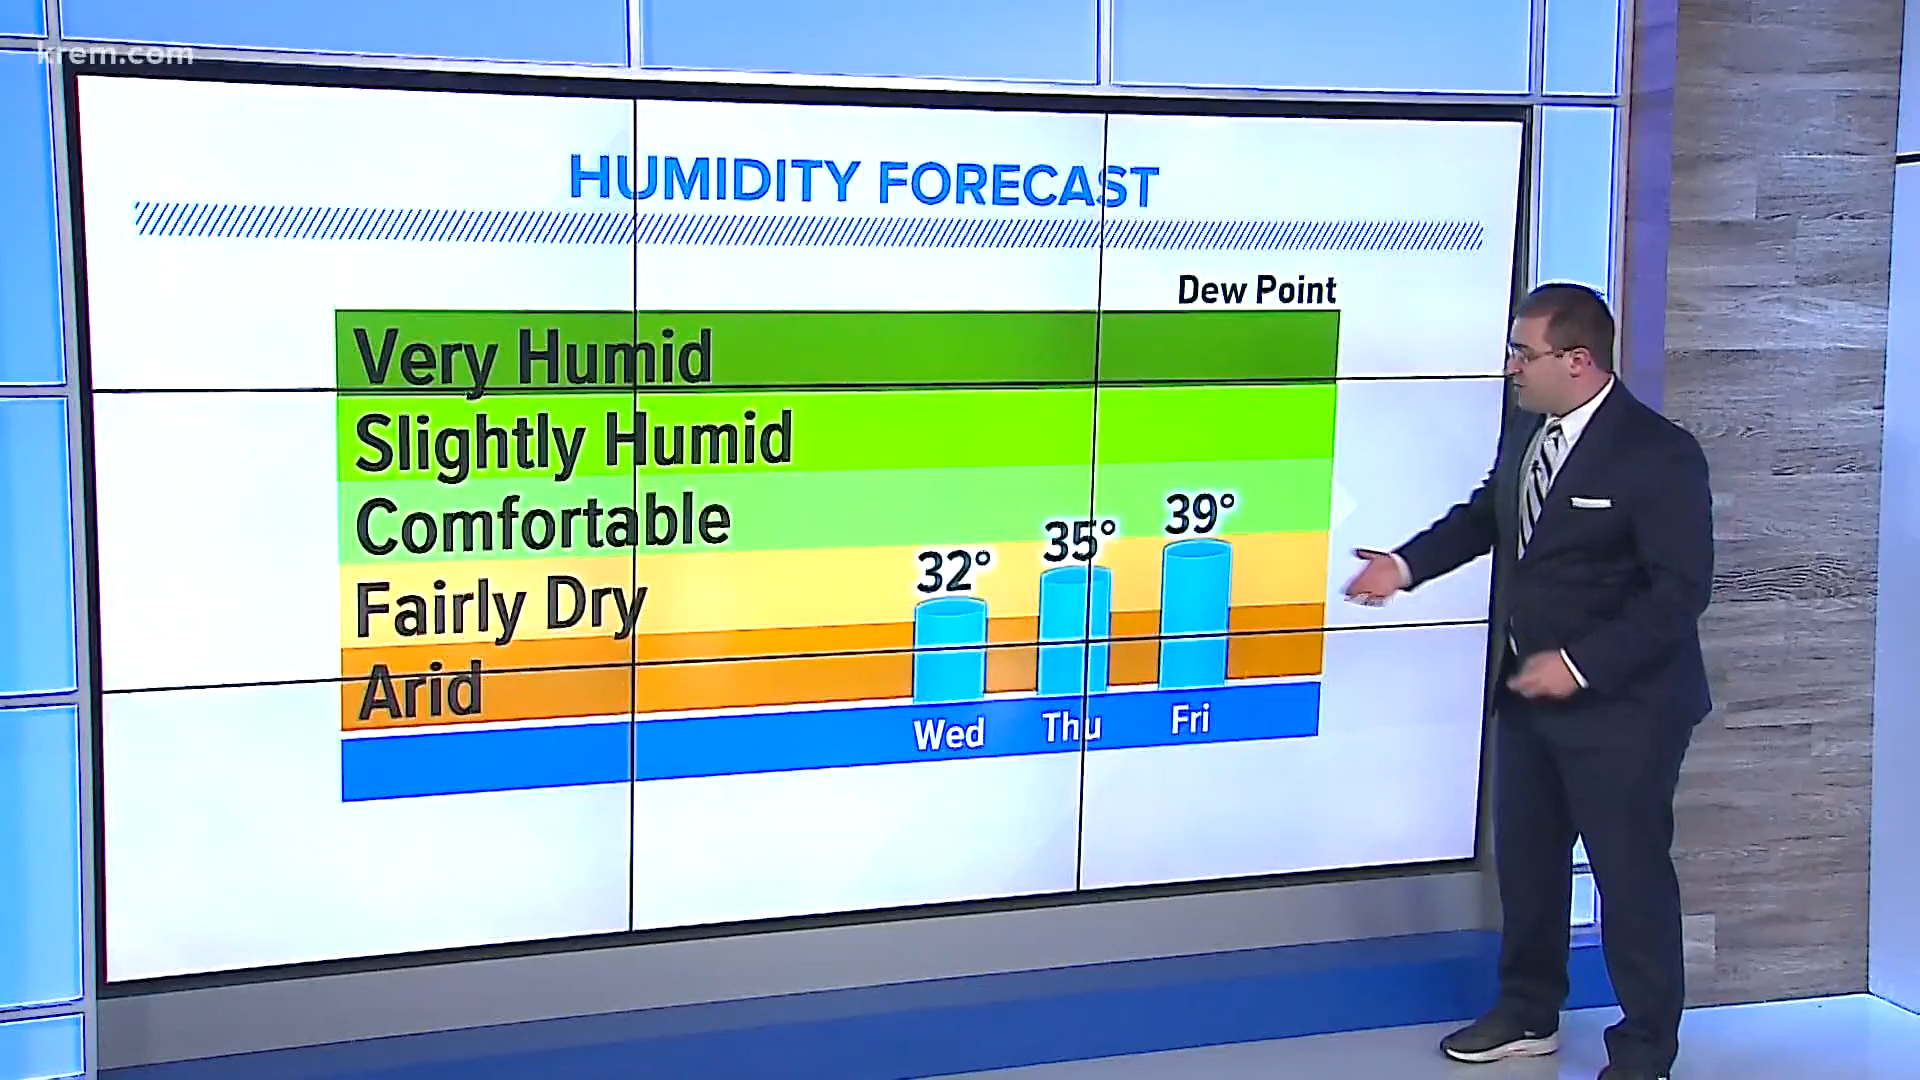 krem.com
HUMIDITY FORECAST
Dew Point
Very Humid
Slightly Humid
Comfortable
Fairly Dry
Arid
32° 35° 39°
Wed Thu Fri